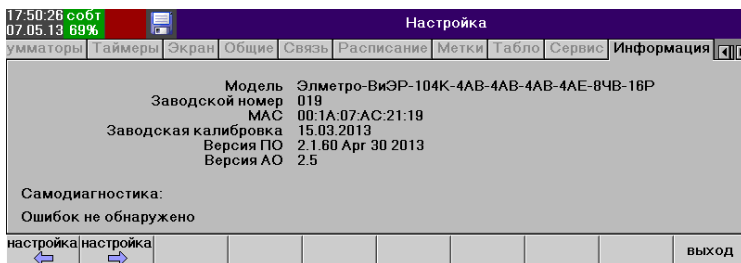 17:50:26 собт
07.05.13 69%
Настройка
умматоры Таймеры Экран Общие Связь Расписание Метки Табло Сервис Информация
Модель Элметро-ВиЭР-104К-4АВ-4АВ-4АВ-4АЕ-8ЧВ-16Р
Заводской номер 019
MAC 00:1A:07:AC:21:19
Заводская калибровка 15.03.2013
Версия ПО 2.1.60 Apr 30 2013
Версия АО 2.5
Самодиагностика:
Ошибок не обнаружено
настройка настройка выход